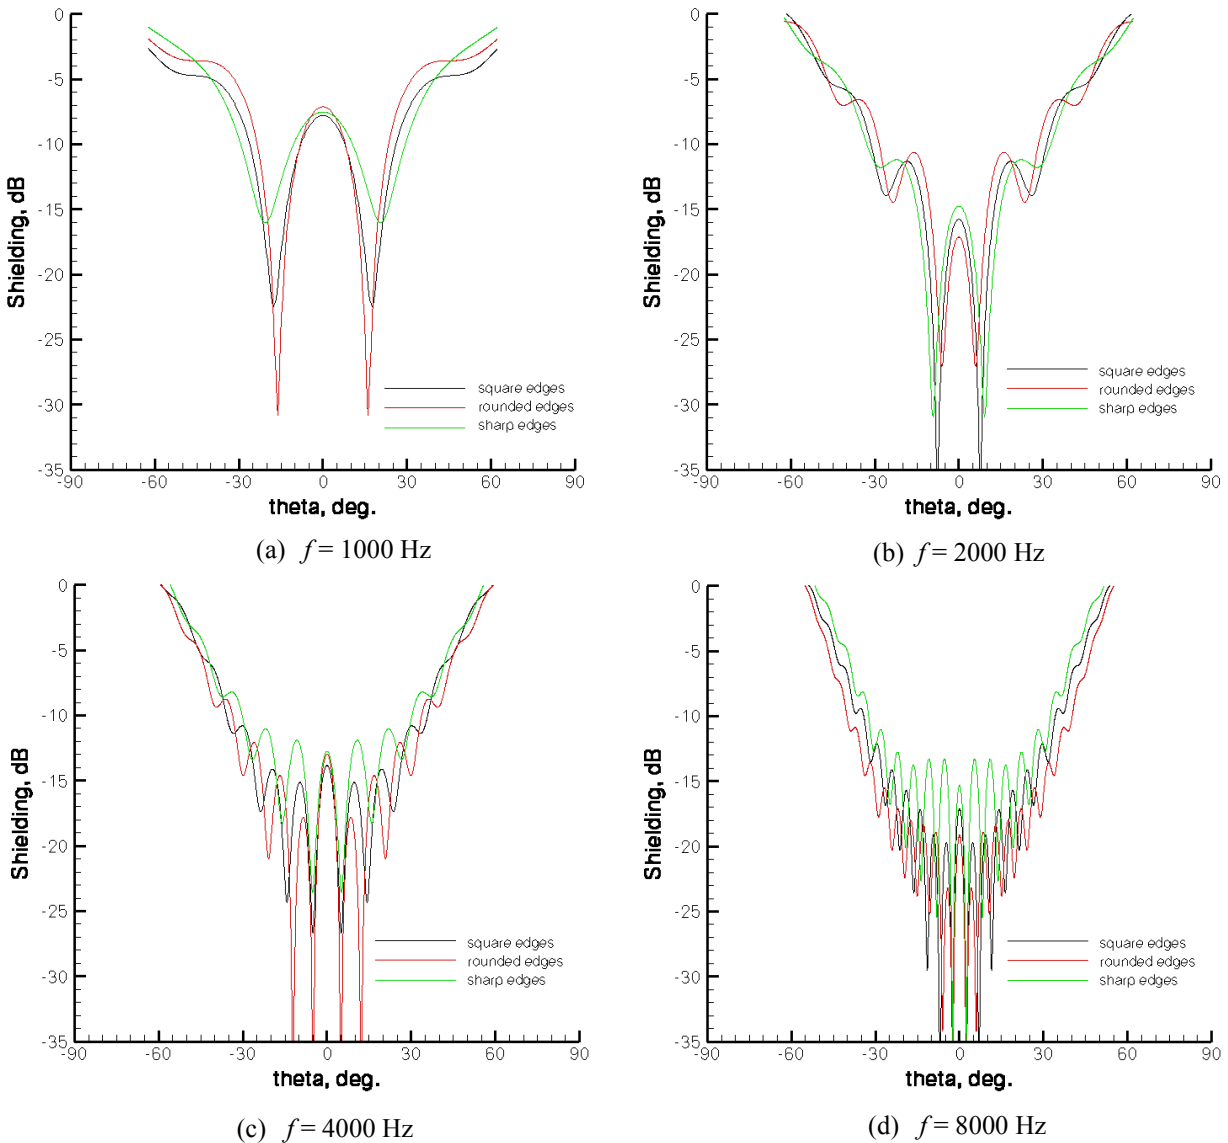 0
-5
-10
-15
-20
-25
-30
-35
Shielding, dB
square edges
rounded edges
sharp edges
-90 -60 -30 0 30 60 90
theta, deg.
(a) f = 1000 Hz
0
-5
-10
-15
-20
-25
-30
-35
Shielding, dB
square edges
rounded edges
sharp edges
-90 -60 -30 0 30 60 90
theta, deg.
(b) f = 2000 Hz
0
-5
-10
-15
-20
-25
-30
-35
Shielding, dB
square edges
rounded edges
sharp edges
-90 -60 -30 0 30 60 90
theta, deg.
(c) f = 4000 Hz
0
-5
-10
-15
-20
-25
-30
-35
Shielding, dB
square edges
rounded edges
sharp edges
-90 -60 -30 0 30 60 90
theta, deg.
(d) f = 8000 Hz